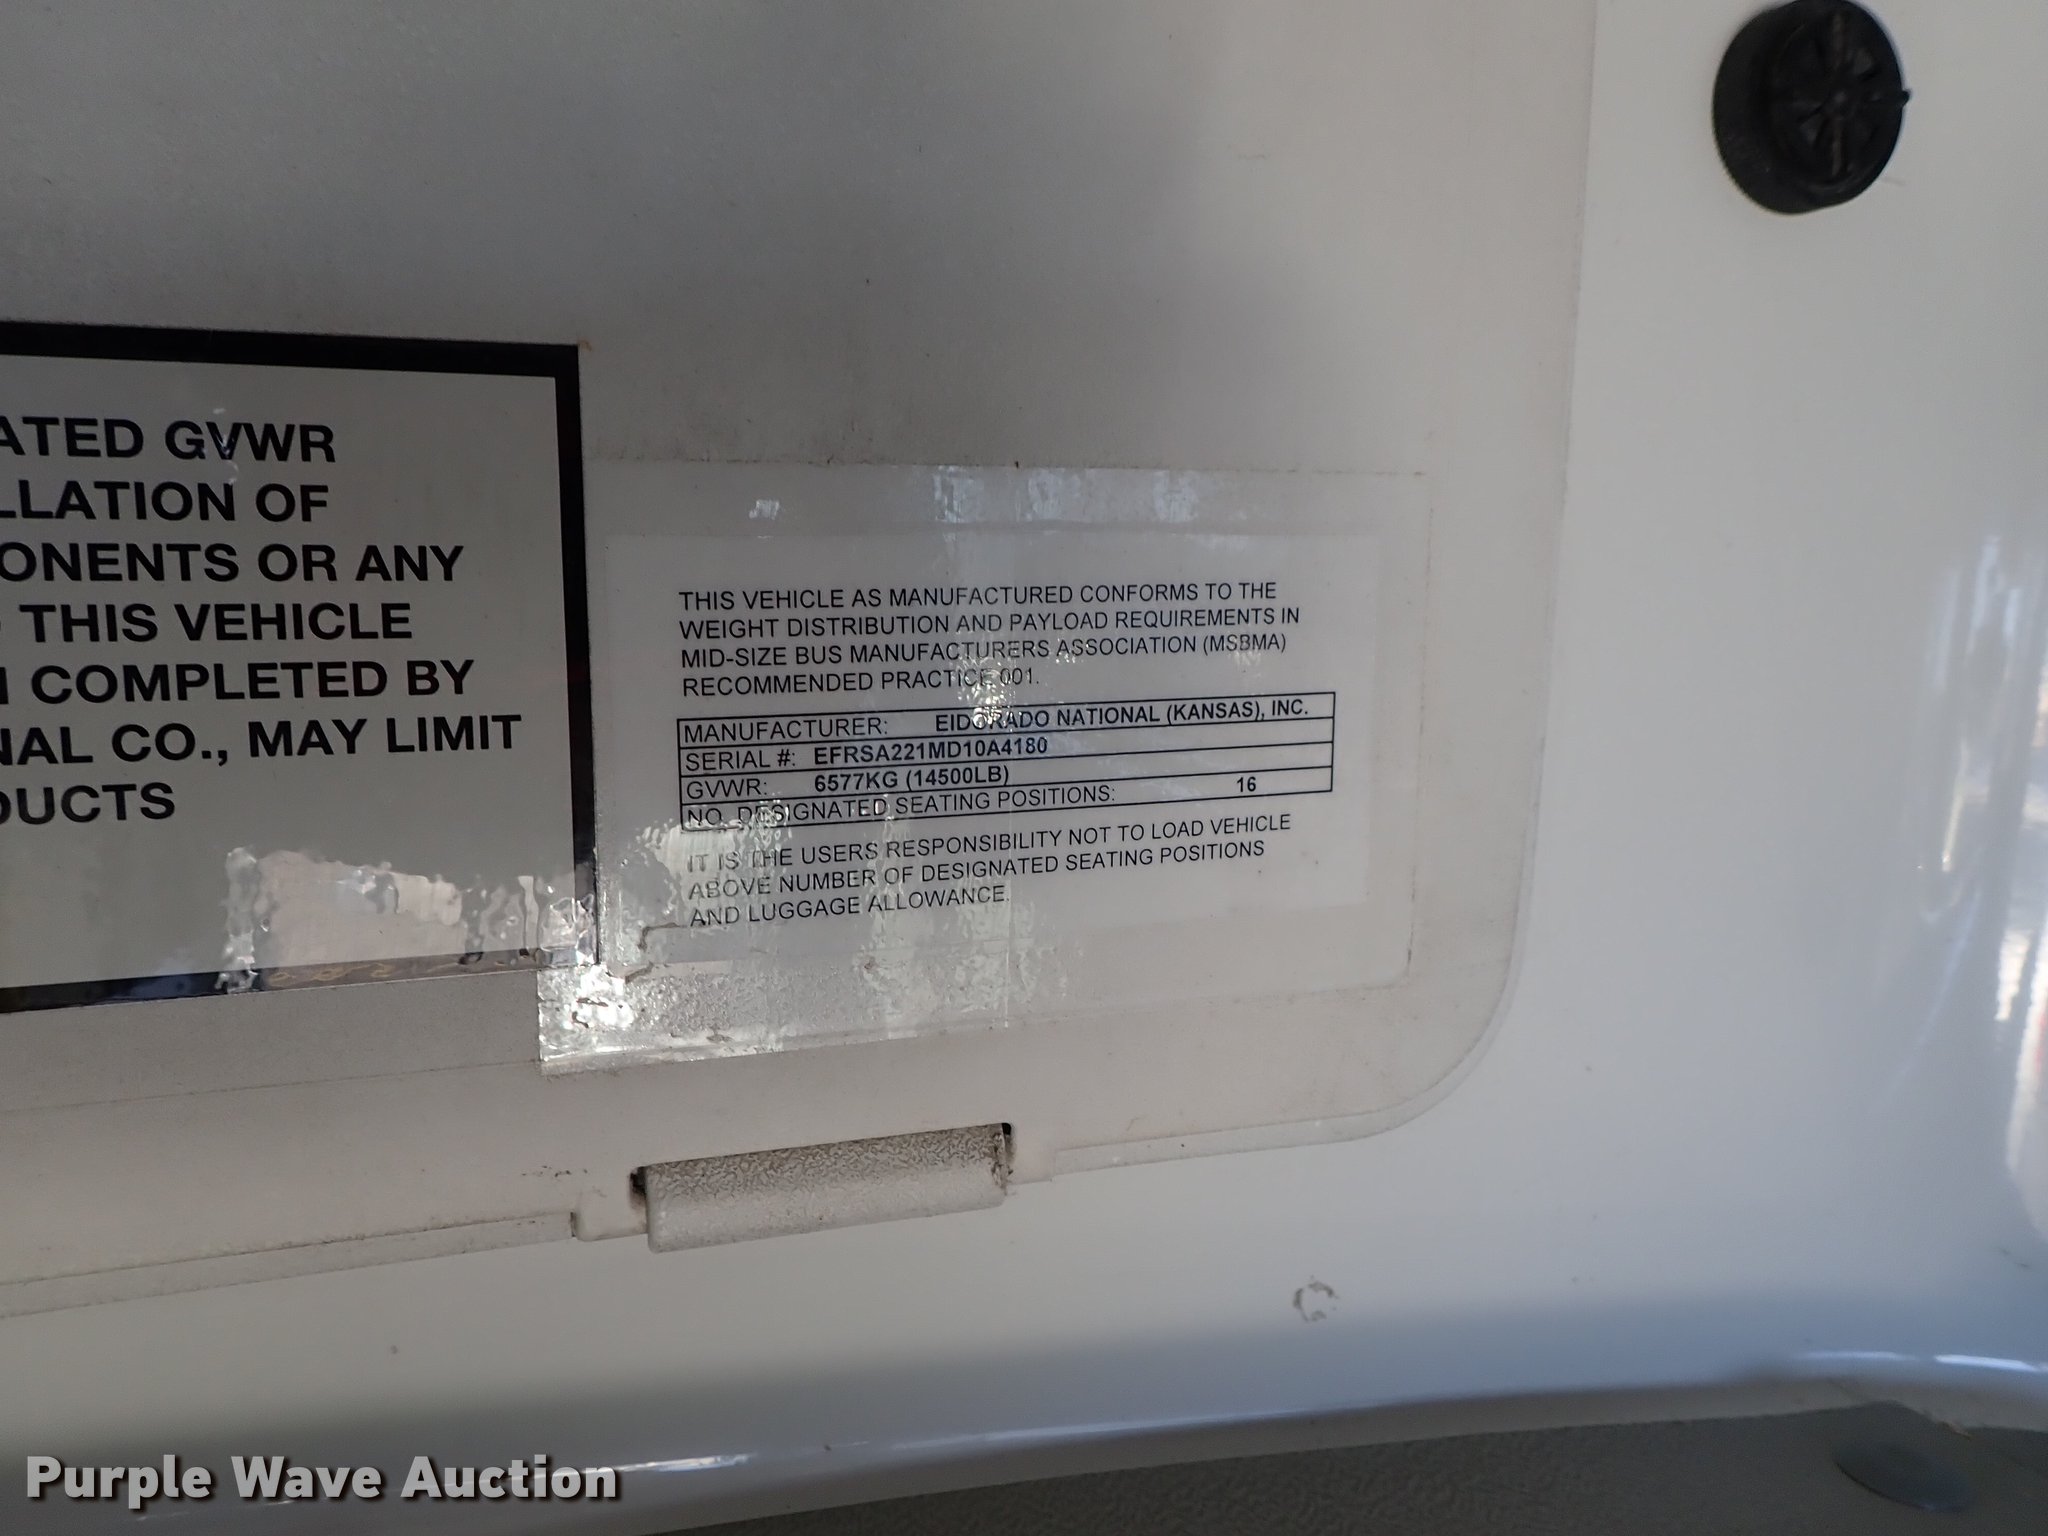 ATED GVWR
LLATION OF
ONENTS OR ANY
THIS VEHICLE
COMPLETED BY
NAL CO., MAY LIMIT
DUCTS
THIS VEHICLE AS MANUFACTURED CONFORMS TO THE
WEIGHT DISTRIBUTION AND PAYLOAD REQUIREMENTS IN
MID-SIZE BUS MANUFACTURERS ASSOCIATION (MSBMA)
RECOMMENDED PRACTICE 001.
MANUFACTURER: ElDORADO NATIONAL (KANSAS), INC.
SERIAL #: EFRSA221MD10A4180
GVWR: 6577KG (14500LB)
NO. DESIGNATED SEATING POSITIONS: 16
IT IS THE USERS RESPONSIBILITY NOT TO LOAD VEHICLE
ABOVE NUMBER OF DESIGNATED SEATING POSITIONS
AND LUGGAGE ALLOWANCE.
Purple Wave Auction